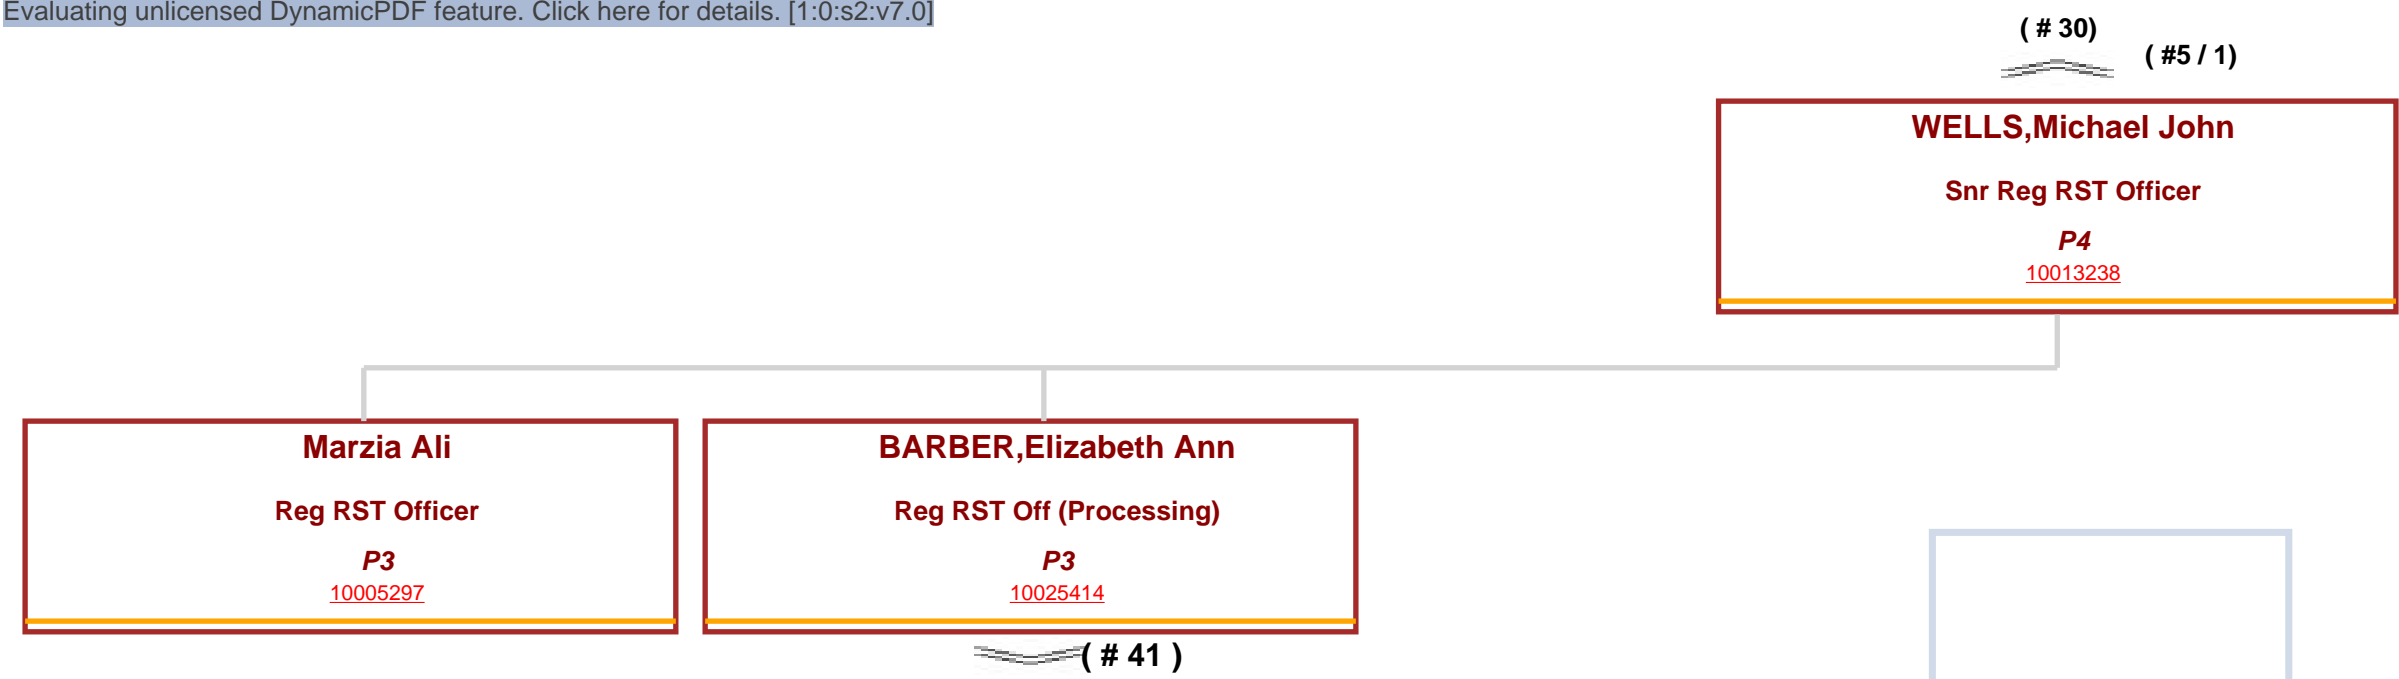 Evaluating unlicensed DynamicPDF feature. Click here for details. [1:0:s2:v7.0]
( # 30)
( #5 / 1)
WELLS,Michael John
Snr Reg RST Officer
P4
10013238
Marzia Ali
Reg RST Officer
P3
10005297
BARBER,Elizabeth Ann
Reg RST Off (Processing)
P3
10025414
( # 41 )